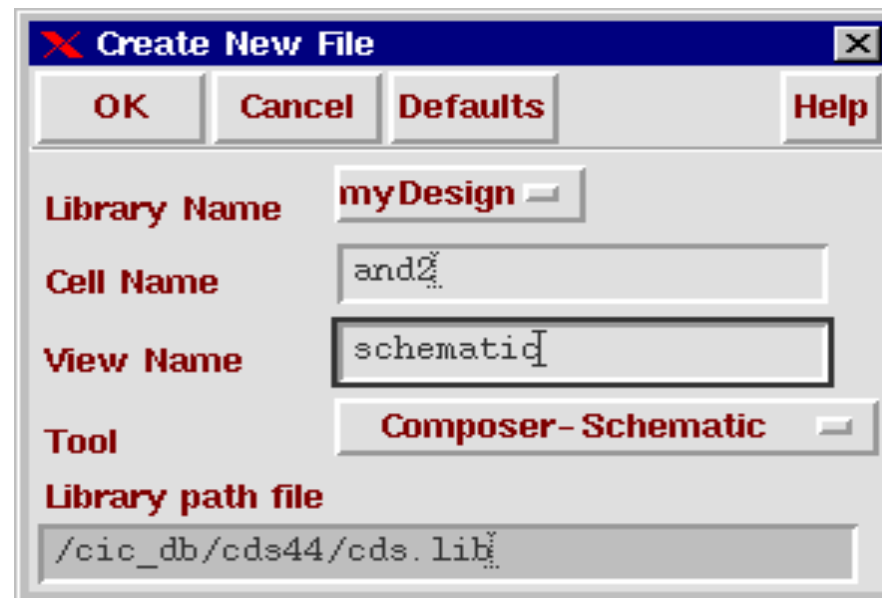 Create New File
OK Cancel Defaults Help
Library Name myDesign
Cell Name and2
View Name schematic
Tool Composer-Schematic
Library path file
/cic_db/cds44/cds.lib